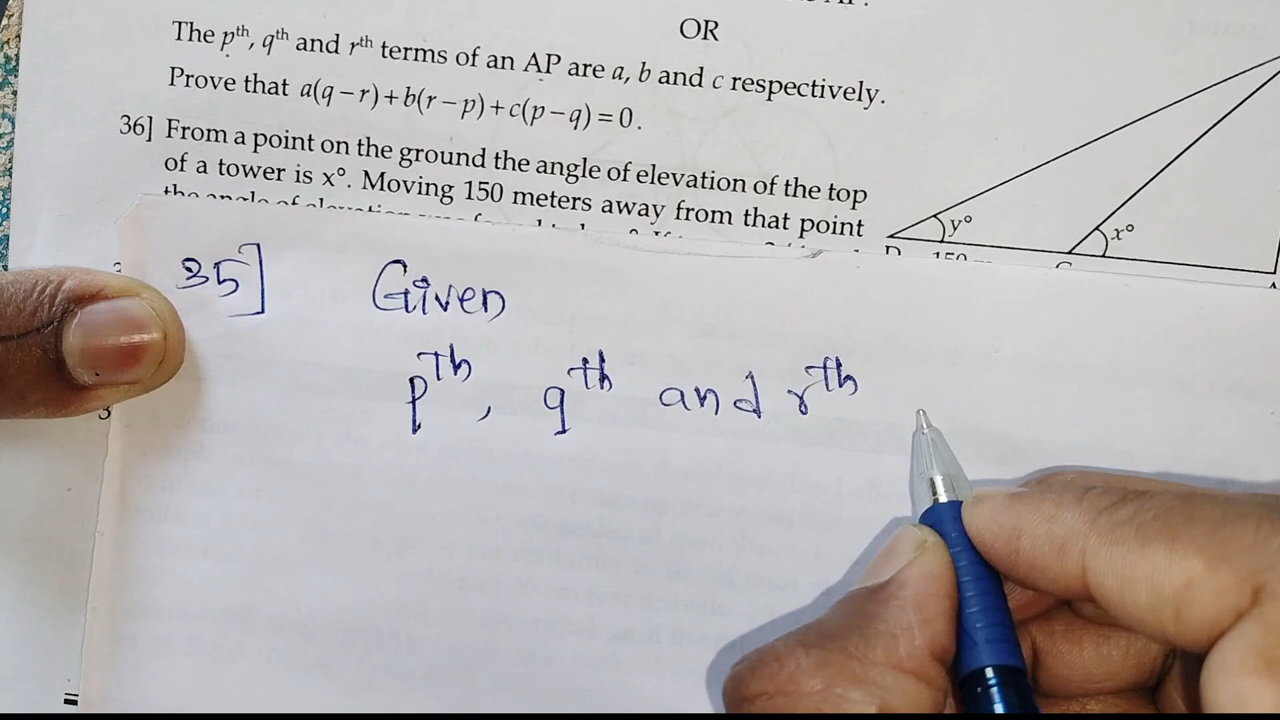 OR
The pth, qth and rth terms of an AP are a, b and c respectively.
Prove that a(q−r)+b(r−p)+c(p−q)=0.
36] From a point on the ground the angle of elevation of the top
of a tower is x°. Moving 150 meters away from that point
y°
x°
35] Given
pTh, qth and rth